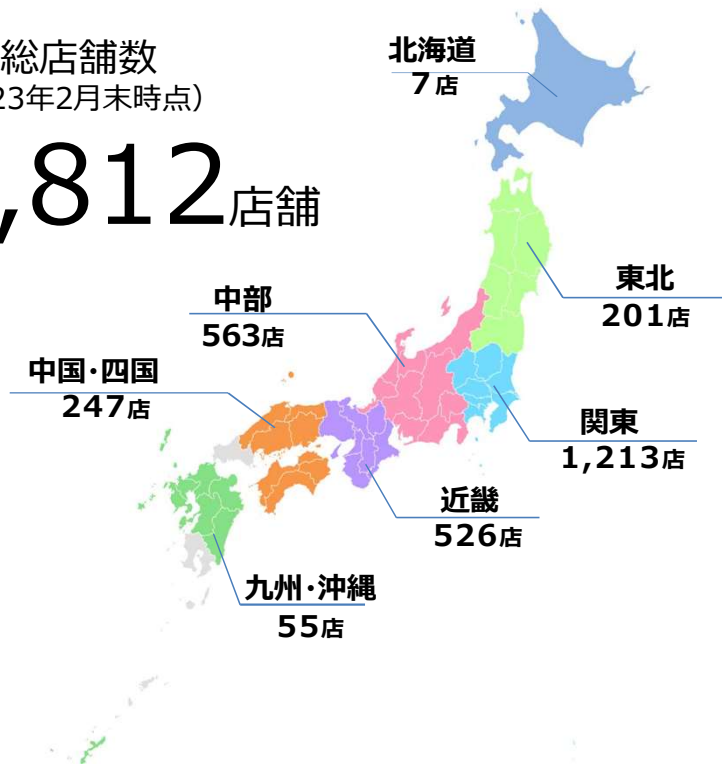 総店舗数
23年2月末時点）
,812店舗
北海道
7店
東北
201店
中部
563店
中国・四国
247店
関東
1,213店
近畿
526店
九州・沖縄
55店